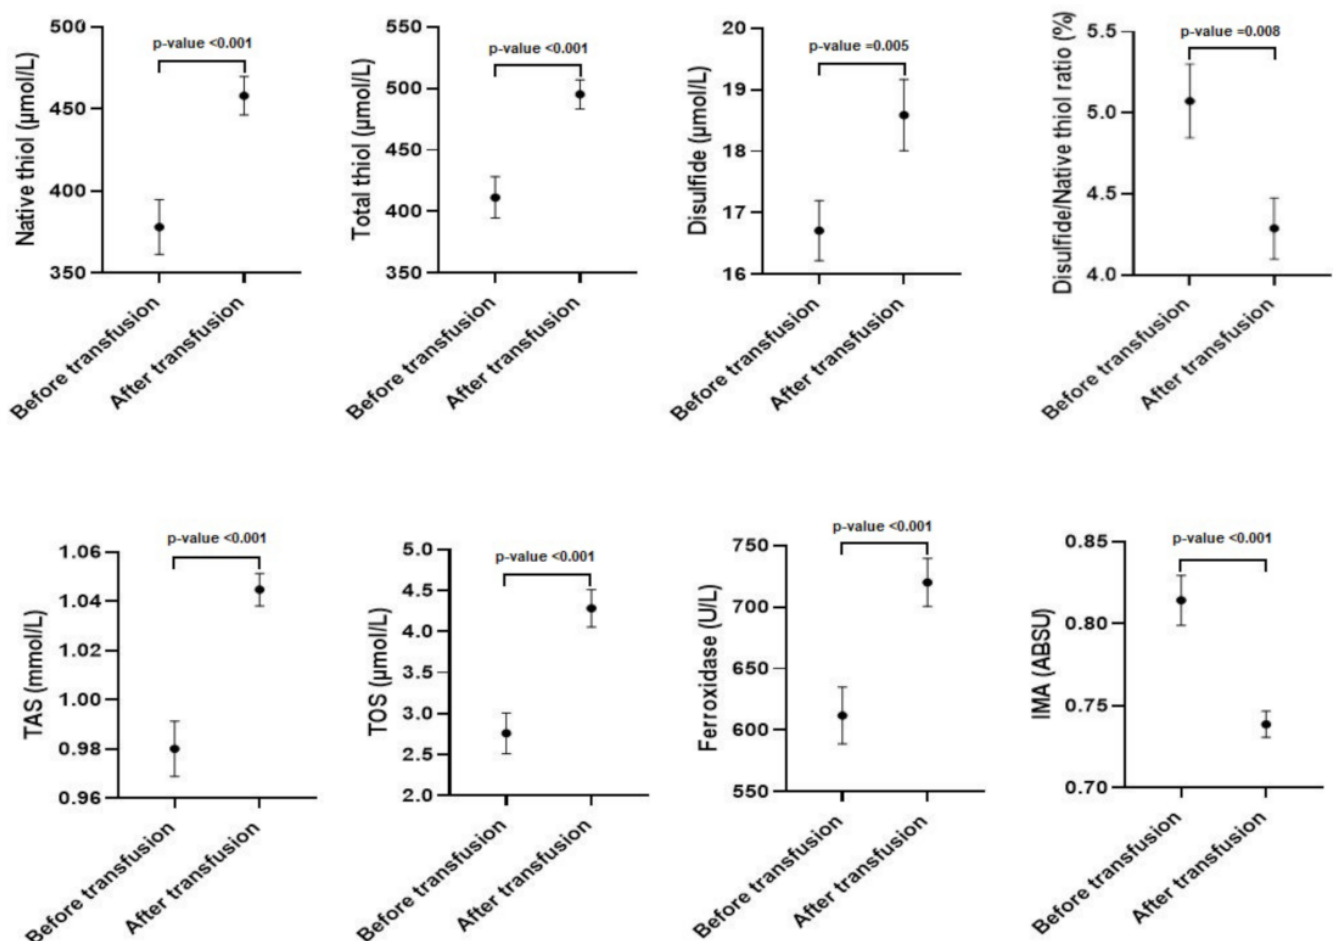 p-value <0.001
Native thiol (µmol/L)
500
450
400
350
Before transfusion
After transfusion
p-value <0.001
Total thiol (µmol/L)
550
500
450
400
350
Before transfusion
After transfusion
p-value =0.005
Disulfide (µmol/L)
20
19
18
17
16
Before transfusion
After transfusion
p-value =0.008
Disulfide/Native thiol ratio (%)
5.5
5.0
4.5
4.0
Before transfusion
After transfusion
p-value <0.001
TAS (mmol/L)
1.06
1.04
1.02
1.00
0.98
0.96
Before transfusion
After transfusion
p-value <0.001
TOS (µmol/L)
5.0
4.5
4.0
3.5
3.0
2.5
2.0
Before transfusion
After transfusion
p-value <0.001
Ferroxidase (U/L)
750
700
650
600
550
Before transfusion
After transfusion
p-value <0.001
IMA (ABSU)
0.85
0.80
0.75
0.70
Before transfusion
After transfusion